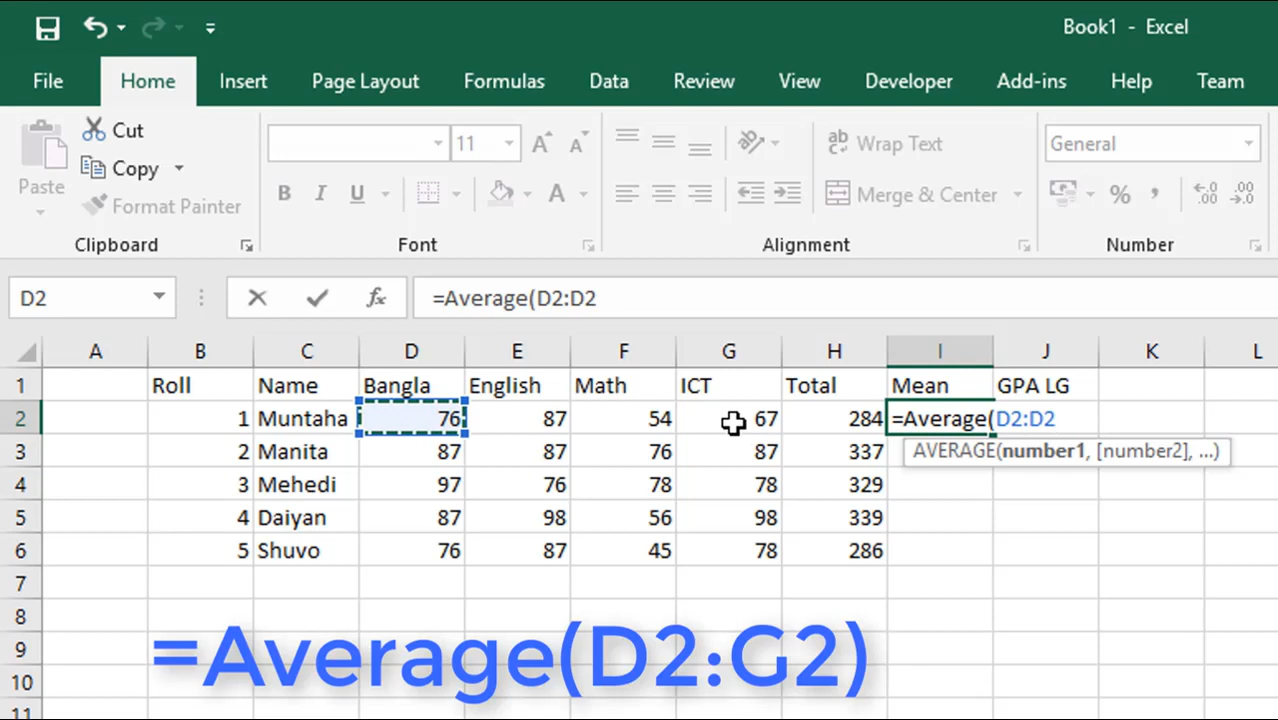 Book1 - Excel
File Home Insert Page Layout Formulas Data Review View Developer Add-ins Help Team
Cut
Copy
Paste
Format Painter
11
Wrap Text
Merge & Center
General
Clipboard Font Alignment Number
D2 =Average(D2:D2
A B C D E F G H I J K L
1 Roll Name Bangla English Math ICT Total Mean GPA LG
2 1 Muntaha 76 87 54 67 284 =Average(D2:D2
AVERAGE(number1, [number2], ...)
3 2 Manita 87 87 76 87 337
4 3 Mehedi 97 76 78 78 329
5 4 Daiyan 87 98 56 98 339
6 5 Shuvo 76 87 45 78 286
7
8
9
10
11
=Average(D2:G2)